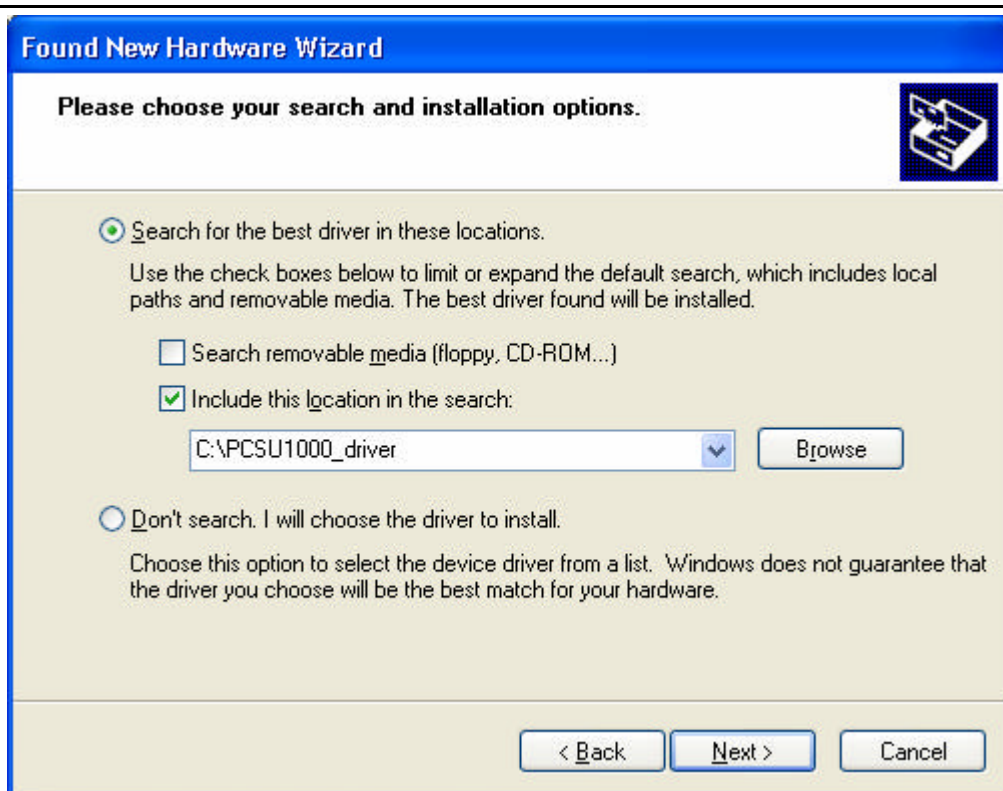 Found New Hardware Wizard
Please choose your search and installation options.
Search for the best driver in these locations.
Use the check boxes below to limit or expand the default search, which includes local
paths and removable media. The best driver found will be installed.
Search removable media (floppy, CD-ROM...)
Include this location in the search:
C:\PCSU1000_driver
Browse
Don't search. I will choose the driver to install.
Choose this option to select the device driver from a list.  Windows does not guarantee that
the driver you choose will be the best match for your hardware.
< Back
Next >
Cancel